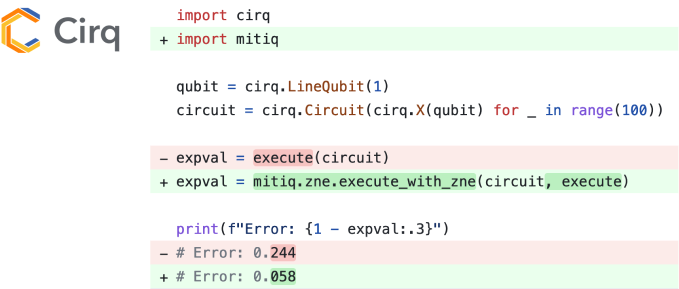 Cirq
import cirq
+ import mitiq
qubit = cirq.LineQubit(1)
circuit = cirq.Circuit(cirq.X(qubit) for _ in range(100))
- expval = execute(circuit)
+ expval = mitiq.zne.execute_with_zne(circuit, execute)
print(f"Error: {1 - expval:.3}")
- # Error: 0.244
+ # Error: 0.058